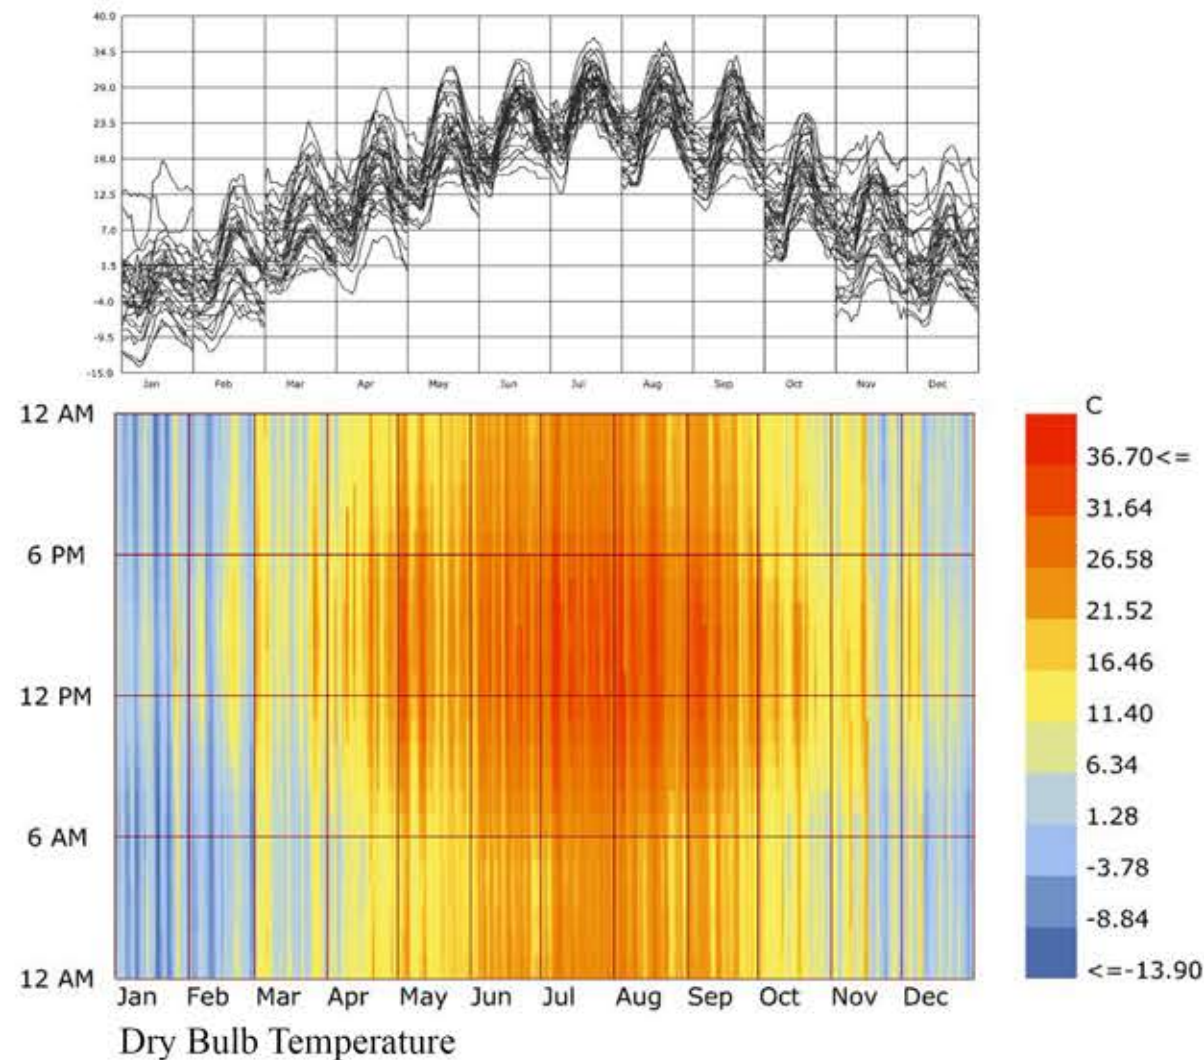 40.0
34.5
29.0
23.5
18.0
12.5
7.0
1.5
-4.0
-9.5
-15.0
Jan Feb Mar Apr May Jun Jul Aug Sep Oct Nov Dec
12 AM
6 PM
12 PM
6 AM
12 AM
Jan Feb Mar Apr May Jun Jul Aug Sep Oct Nov Dec
C
36.70<=
31.64
26.58
21.52
16.46
11.40
6.34
1.28
-3.78
-8.84
<=-13.90
Dry Bulb Temperature